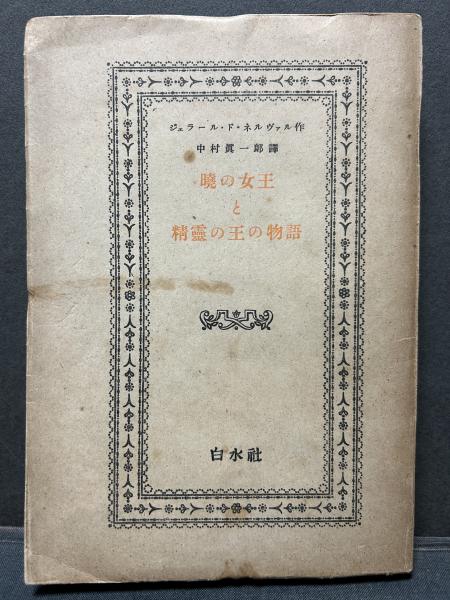 ジェラール・ド・ネルヴァル作
中村眞一郎譯
曉の女王
と
精靈の王の物語
白水社